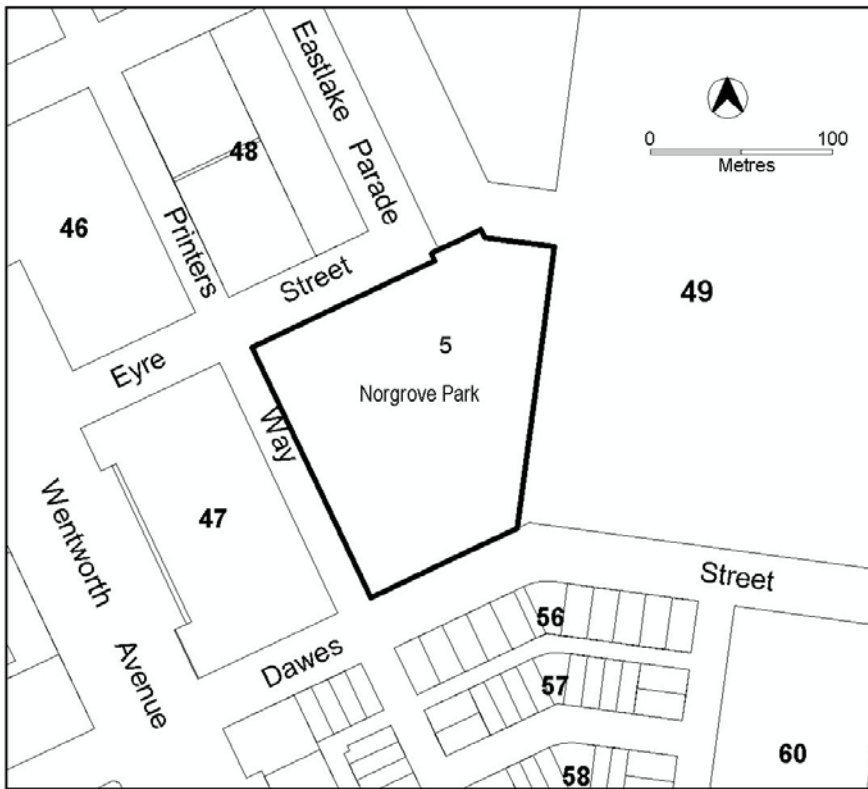 Eastlake Parade
48
0 100
Metres
46
Printers
Street
49
5
Eyre
Norgrove Park
Way
47
Wentworth
Avenue
Street
56
Dawes
57
60
58